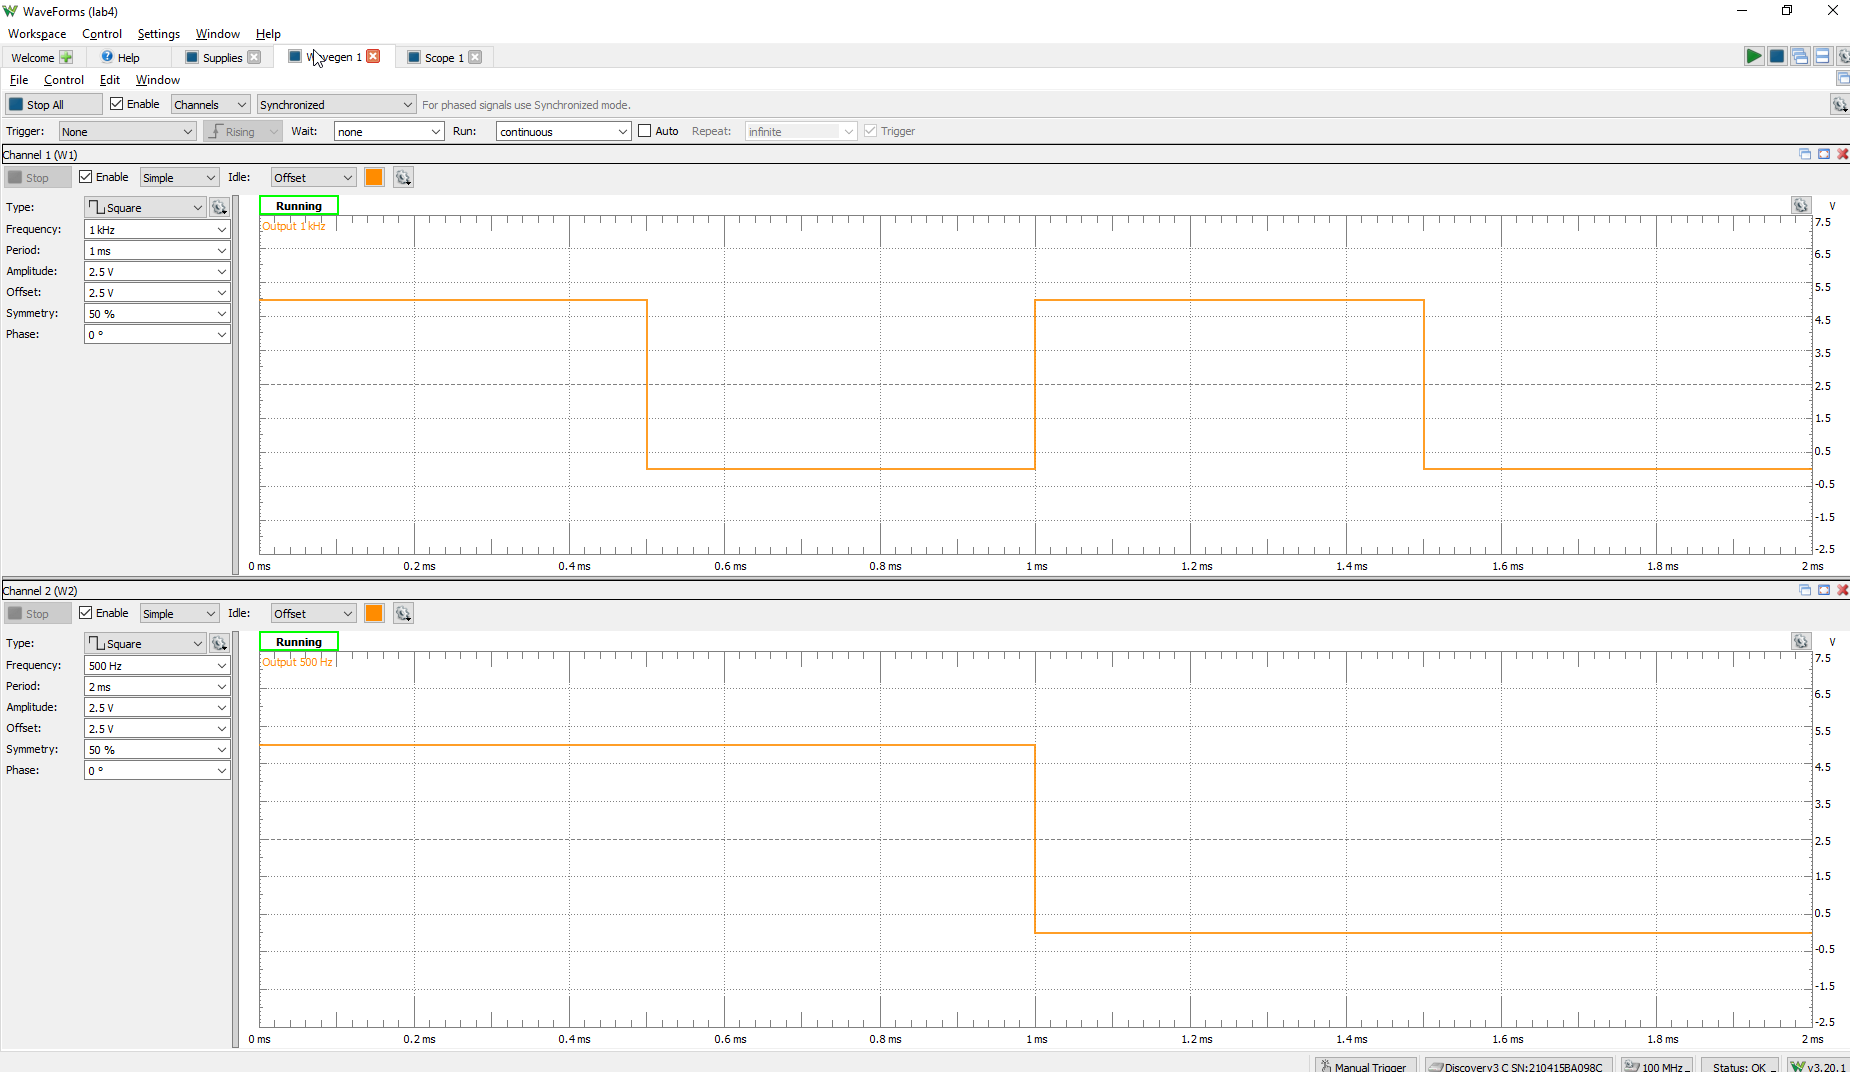 WaveForms (lab4)
Workspace Control Settings Window Help
Welcome Help Supplies Wavegen 1 Scope 1
File Control Edit Window
Stop All Enable Channels Synchronized For phased signals use Synchronized mode.
Trigger: None Rising Wait: none Run: continuous Auto Repeat: infinite Trigger
Channel 1 (W1)
Stop Enable Simple Idle: Offset
Type: Square
Frequency: 1 kHz
Period: 1 ms
Amplitude: 2.5 V
Offset: 2.5 V
Symmetry: 50 %
Phase: 0 °
Running
Output 1 kHz
V
7.5
6.5
5.5
4.5
3.5
2.5
1.5
0.5
-0.5
-1.5
-2.5
0 ms 0.2 ms 0.4 ms 0.6 ms 0.8 ms 1 ms 1.2 ms 1.4 ms 1.6 ms 1.8 ms 2 ms
Channel 2 (W2)
Stop Enable Simple Idle: Offset
Type: Square
Frequency: 500 Hz
Period: 2 ms
Amplitude: 2.5 V
Offset: 2.5 V
Symmetry: 50 %
Phase: 0 °
Running
Output 500 Hz
V
7.5
6.5
5.5
4.5
3.5
2.5
1.5
0.5
-0.5
-1.5
-2.5
0 ms 0.2 ms 0.4 ms 0.6 ms 0.8 ms 1 ms 1.2 ms 1.4 ms 1.6 ms 1.8 ms 2 ms
Manual Trigger Discovery3 C SN:210415BA098C 100 MHz Status: OK v3.20.1